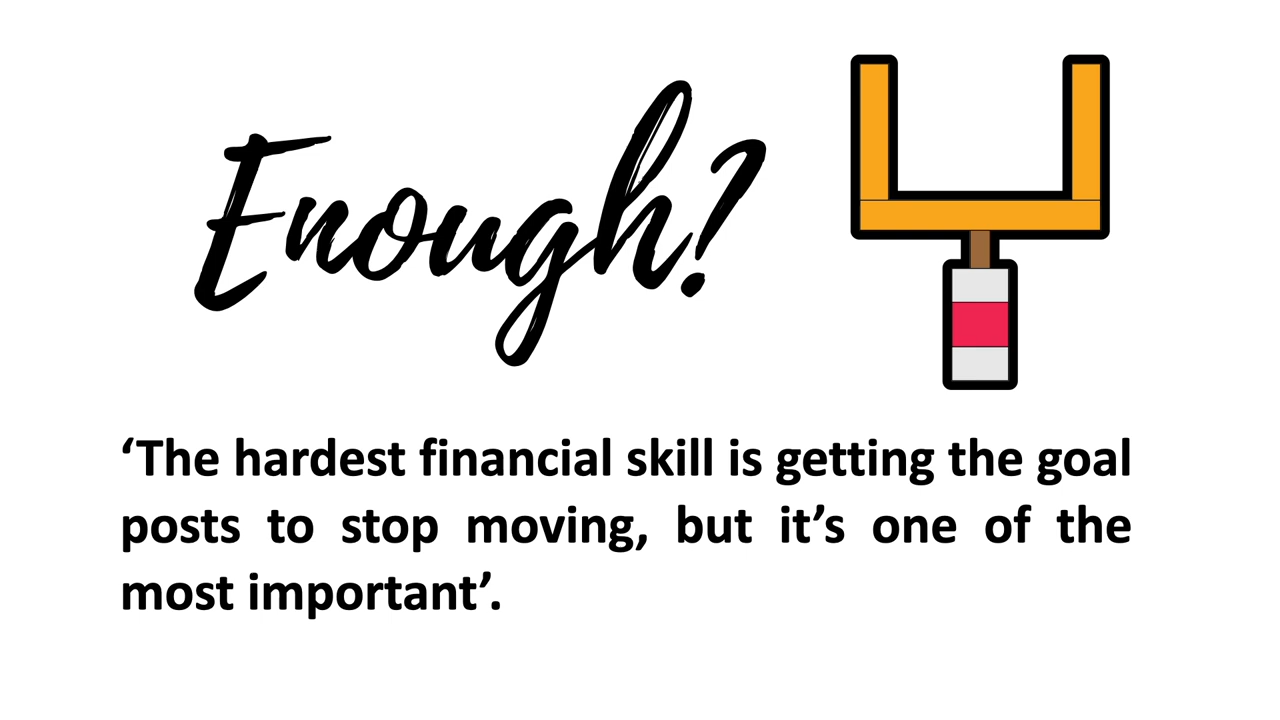 Enough?
‘The hardest financial skill is getting the goal
posts to stop moving, but it’s one of the
most important’.